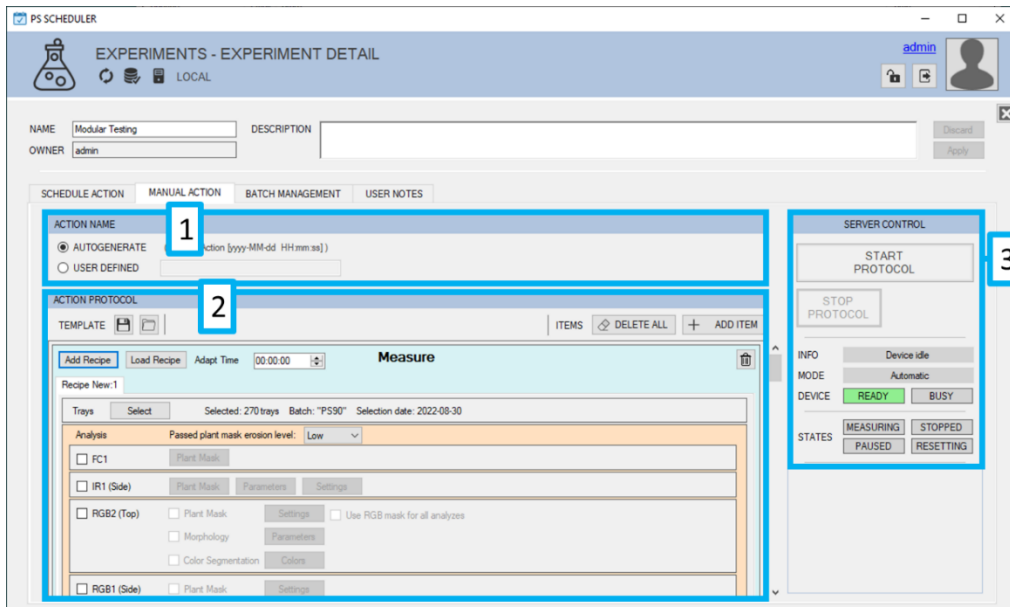 PS SCHEDULER
EXPERIMENTS - EXPERIMENT DETAIL
admin
LOCAL
NAME Modular Testing DESCRIPTION Discard
OWNER admin Apply
SCHEDULE ACTION MANUAL ACTION BATCH MANAGEMENT USER NOTES
ACTION NAME
1
AUTOGENERATE Action [yyyy-MM-dd HH:mm:ss] )
USER DEFINED
2
ACTION PROTOCOL
TEMPLATE ITEMS DELETE ALL + ADD ITEM
Add Recipe Load Recipe Adapt Time 00:00:00 Measure
Recipe New:1
Trays Select Selected: 270 trays Batch: "PS90" Selection date: 2022-08-30
Analysis Passed plant mask erosion level: Low
FC1 Plant Mask
IR1 (Side) Plant Mask Parameters Settings
RGB2 (Top) Plant Mask Settings Use RGB mask for all analyzes
Morphology Parameters
Color Segmentation Colors
RGB1 (Side) Plant Mask Settings
SERVER CONTROL
3
START
PROTOCOL
STOP
PROTOCOL
INFO Device idle
MODE Automatic
DEVICE READY BUSY
STATES MEASURING STOPPED
PAUSED RESETTING